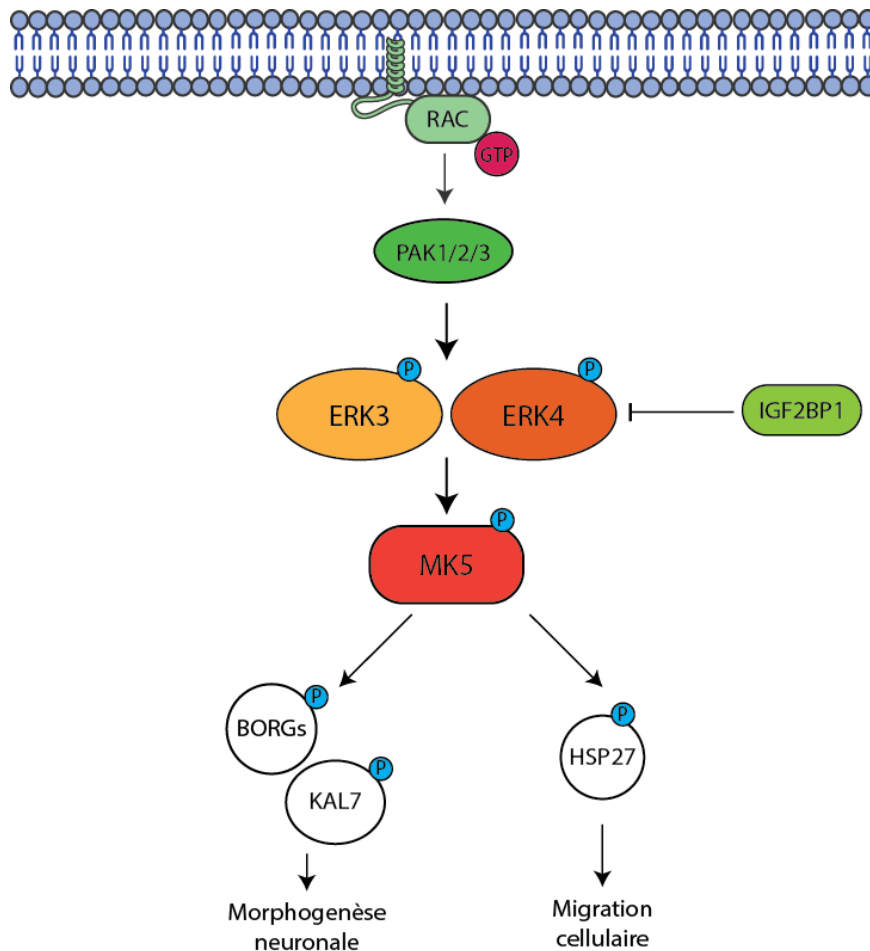 RAC
GTP
PAK1/2/3
P
P
ERK3
ERK4
IGF2BP1
P
MK5
P
BORGs
P
KAL7
P
HSP27
Morphogenèse
neuronale
Migration
cellulaire